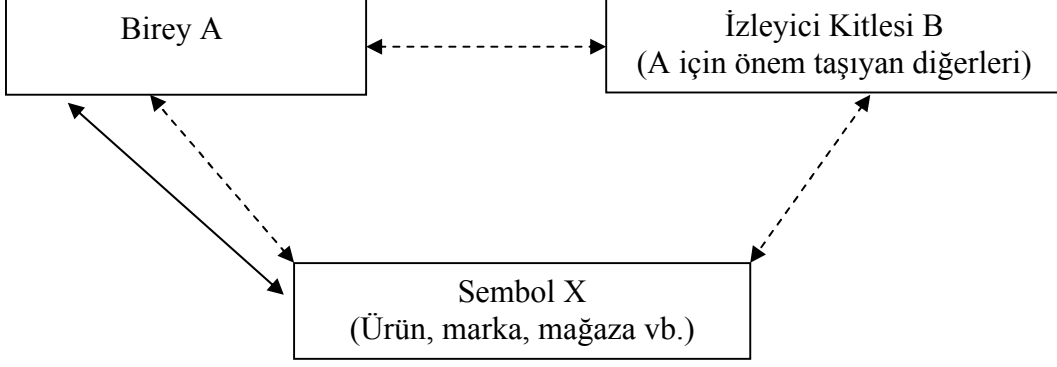 Birey A
İzleyici Kitlesi B
(A için önem taşıyan diğerleri)
Sembol X
(Ürün, marka, mağaza vb.)